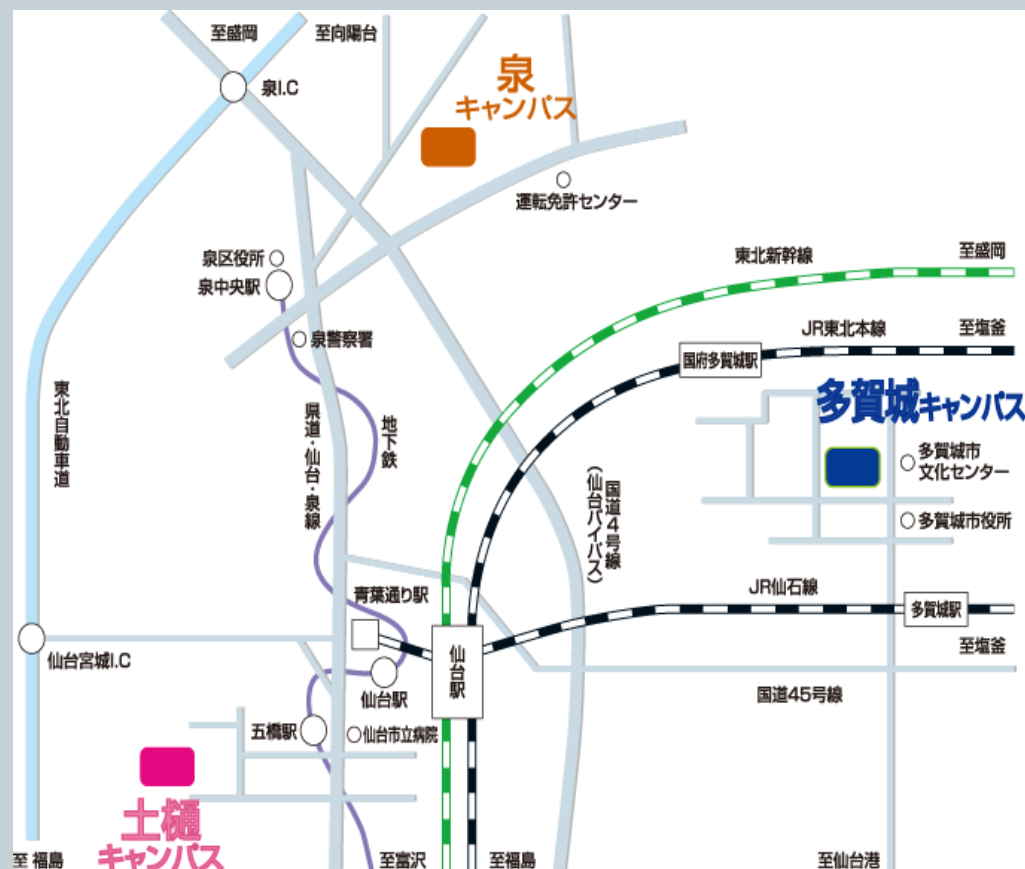 至盛岡
至向陽台
泉I.C
泉
キャンパス
運転免許センター
泉区役所
泉中央駅
東北新幹線
至盛岡
泉警察署
JR東北本線
至塩釜
国府多賀城駅
東北自動車道
県道・仙台・泉線
地下鉄
多賀城キャンパス
多賀城市
文化センター
国道4号線
(仙台バイパス)
多賀城市役所
青葉通り駅
JR仙石線
多賀城駅
仙台宮城I.C
仙台駅
仙台駅
至塩釜
国道45号線
五橋駅
仙台市立病院
土樋
キャンパス
至 福島
至富沢
至福島
至仙台港